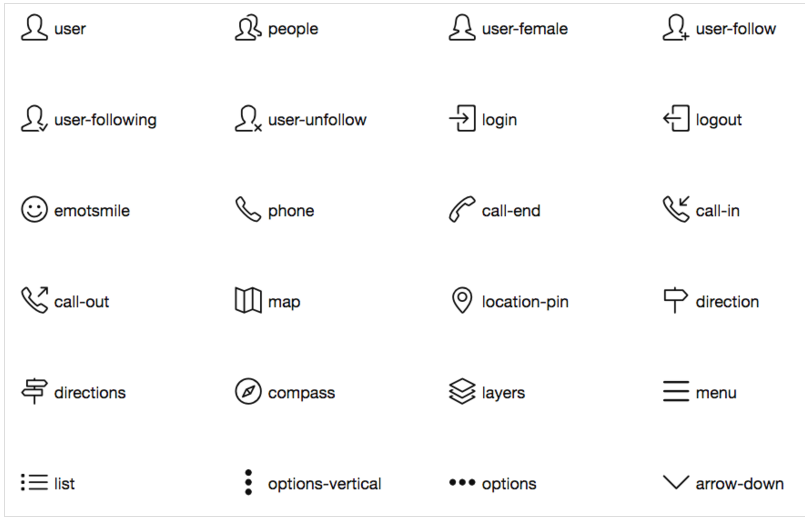 user
people
user-female
user-follow
user-following
user-unfollow
login
logout
emotsmile
phone
call-end
call-in
call-out
map
location-pin
direction
directions
compass
layers
menu
list
options-vertical
options
arrow-down